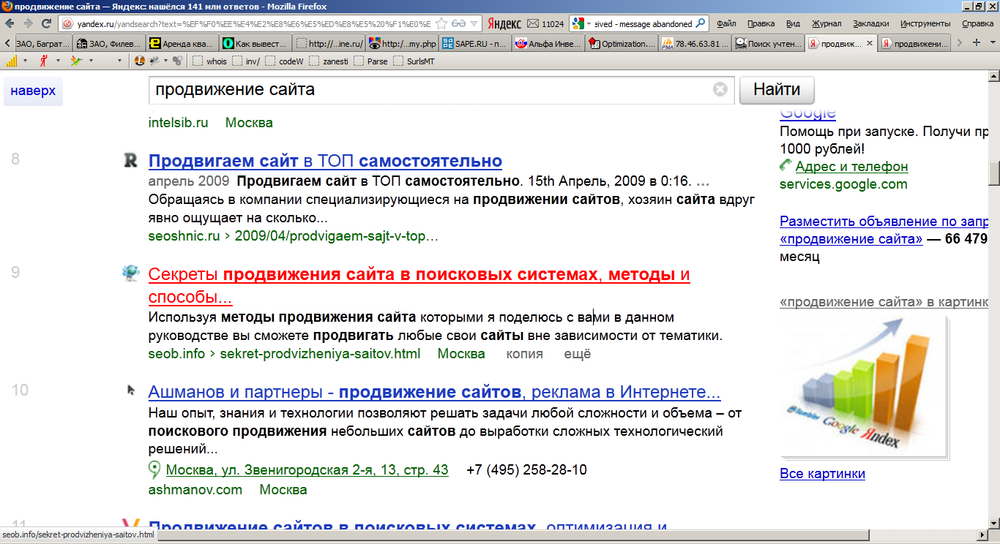 продвижение сайта — Яндекс: нашёлся 141 млн ответов - Mozilla Firefox
yandex.ru/yandsearch?text=%EF%F0%EE%E4%E2%E8%E6%E5%ED%E8%E5%20%F1%E0%E
Яндекс 11024 sived - message abandoned Файл Правка Вид Журнал Закладки Инструменты Справка
ЗАО, Баграт... ЗАО, Филев... Аренда ква... Как вывест... http://...ine.ru/ http:/...my.php SAPE.RU - п... Альфа Инве... Optimization.... 78.46.63.81 ... Поиск учтен... продвиж... продвижени...
whois inv/ codeW zanesti Parse SurlsMT
наверх
продвижение сайта Найти
intelsib.ru Москва
8
Продвигаем сайт в ТОП самостоятельно
апрель 2009 Продвигаем сайт в ТОП самостоятельно. 15th Апрель, 2009 в 0:16. ...
Обращаясь в компании специализирующиеся на продвижении сайтов, хозяин сайта вдруг
явно ощущает на сколько...
seoshnic.ru › 2009/04/prodvigaem-sajt-v-top…
9
Секреты продвижения сайта в поисковых системах, методы и
способы...
Используя методы продвижения сайта которыми я поделюсь с вами в данном
руководстве вы сможете продвигать любые свои сайты вне зависимости от тематики.
seob.info › sekret-prodvizheniya-saitov.html Москва копия ещё
10
Ашманов и партнеры - продвижение сайтов, реклама в Интернете...
Наш опыт, знания и технологии позволяют решать задачи любой сложности и объема – от
поискового продвижения небольших сайтов до выработки сложных технологический
решений...
Москва, ул. Звенигородская 2-я, 13, стр. 43 +7 (495) 258-28-10
ashmanov.com Москва
11
Продвижение сайтов в поисковых системах, оптимизация и
Google
Помощь при запуске. Получи пр
1000 рублей!
Адрес и телефон
services.google.com
Разместить объявление по запр
«продвижение сайта» — 66 479
месяц
«продвижение сайта» в картинк
Rambler Google Яndex
Все картинки
seob.info/sekret-prodvizheniya-saitov.html